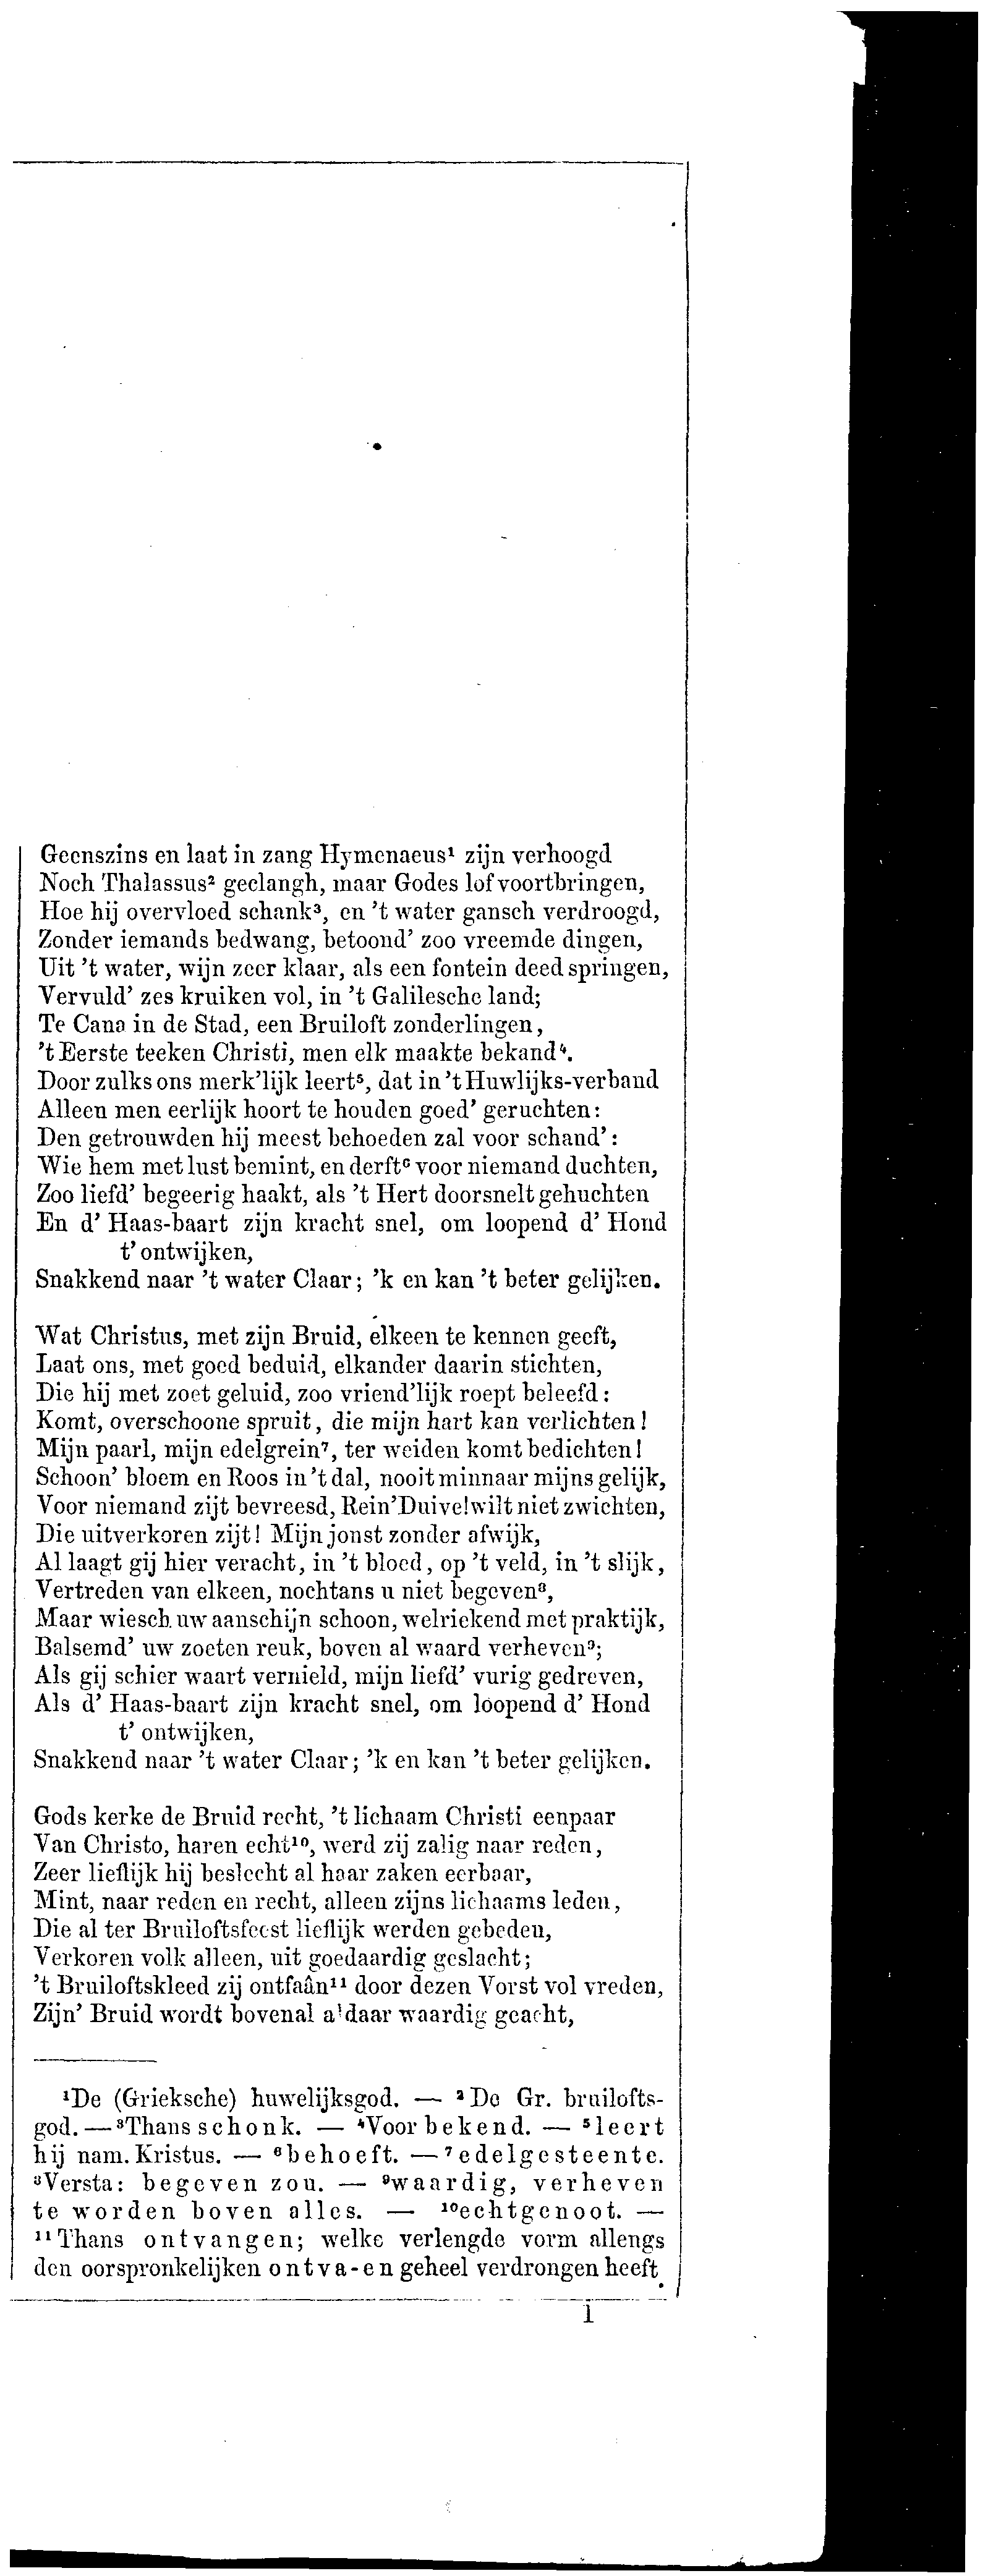 Geenszins en laat in zang Hymenaeus¹ zijn verhoogd
Noch Thalassus² geclangh, maar Godes lof voortbringen,
Hoe hij overvloed schank³, en 't water gansch verdroogd,
Zonder iemands bedwang, betoond' zoo vreemde dingen,
Uit 't water, wijn zeer klaar, als een fontein deed springen,
Vervuld' zes kruiken vol, in 't Galilesche land;
Te Cana in de Stad, een Bruiloft zonderlingen,
't Eerste teeken Christi, men elk maakte bekand⁴.
Door zulks ons merk'lijk leert⁵, dat in 't Huwlijks-verband
Alleen men eerlijk hoort te houden goed' geruchten:
Den getrouwden hij meest behoeden zal voor schand':
Wie hem met lust bemint, en derft⁶ voor niemand duchten,
Zoo liefd' begeerig haakt, als 't Hert doorsnelt gehuchten
En d' Haas-baart zijn kracht snel, om loopend d' Hond
t' ontwijken,
Snakkend naar 't water Claar; 'k en kan 't beter gelijken.
Wat Christus, met zijn Bruid, elkeen te kennen geeft,
Laat ons, met goed beduid, elkander daarin stichten,
Die hij met zoet geluid, zoo vriend'lijk roept beleefd:
Komt, overschoone spruit, die mijn hart kan verlichten!
Mijn paarl, mijn edelgrein⁷, ter weiden komt bedichten!
Schoon' bloem en Roos in 't dal, nooit minnaar mijns gelijk,
Voor niemand zijt bevreesd, Rein' Duive! wilt niet zwichten,
Die uitverkoren zijt! Mijn jonst zonder afwijk,
Al laagt gij hier veracht, in 't bloed, op 't veld, in 't slijk,
Vertreden van elkeen, nochtans u niet begeven⁸,
Maar wiesch uw aanschijn schoon, welriekend met praktijk,
Balsemd' uw zoeten reuk, boven al waard verheven⁹;
Als gij schier waart vernield, mijn liefd' vurig gedreven,
Als d' Haas-baart zijn kracht snel, om loopend d' Hond
t' ontwijken,
Snakkend naar 't water Claar; 'k en kan 't beter gelijken.
Gods kerke de Bruid recht, 't lichaam Christi eenpaar
Van Christo, haren echt¹⁰, werd zij zalig naar reden,
Zeer lieflijk hij beslecht al haar zaken eerbaar,
Mint, naar reden en recht, alleen zijns lichaams leden,
Die al ter Bruiloftsfeest lieflijk werden gebeden,
Verkoren volk alleen, uit goedaardig geslacht;
't Bruiloftskleed zij ontfaân¹¹ door dezen Vorst vol vreden,
Zijn' Bruid wordt bovenal aldaar waardig geacht,
¹De (Grieksche) huwelijksgod. — ²De Gr. bruilofts-
god. — ³Thans schonk. — ⁴Voor bekend. — ⁵leert
hij nam. Kristus. — ⁶behoeft. — ⁷edelgesteente.
⁸Versta: begeven zou. — ⁹waardig, verheven
te worden boven alles. — ¹⁰echtgenoot. —
¹¹Thans ontvangen; welke verlengde vorm allengs
den oorspronkelijken ontva-en geheel verdrongen heeft.
1